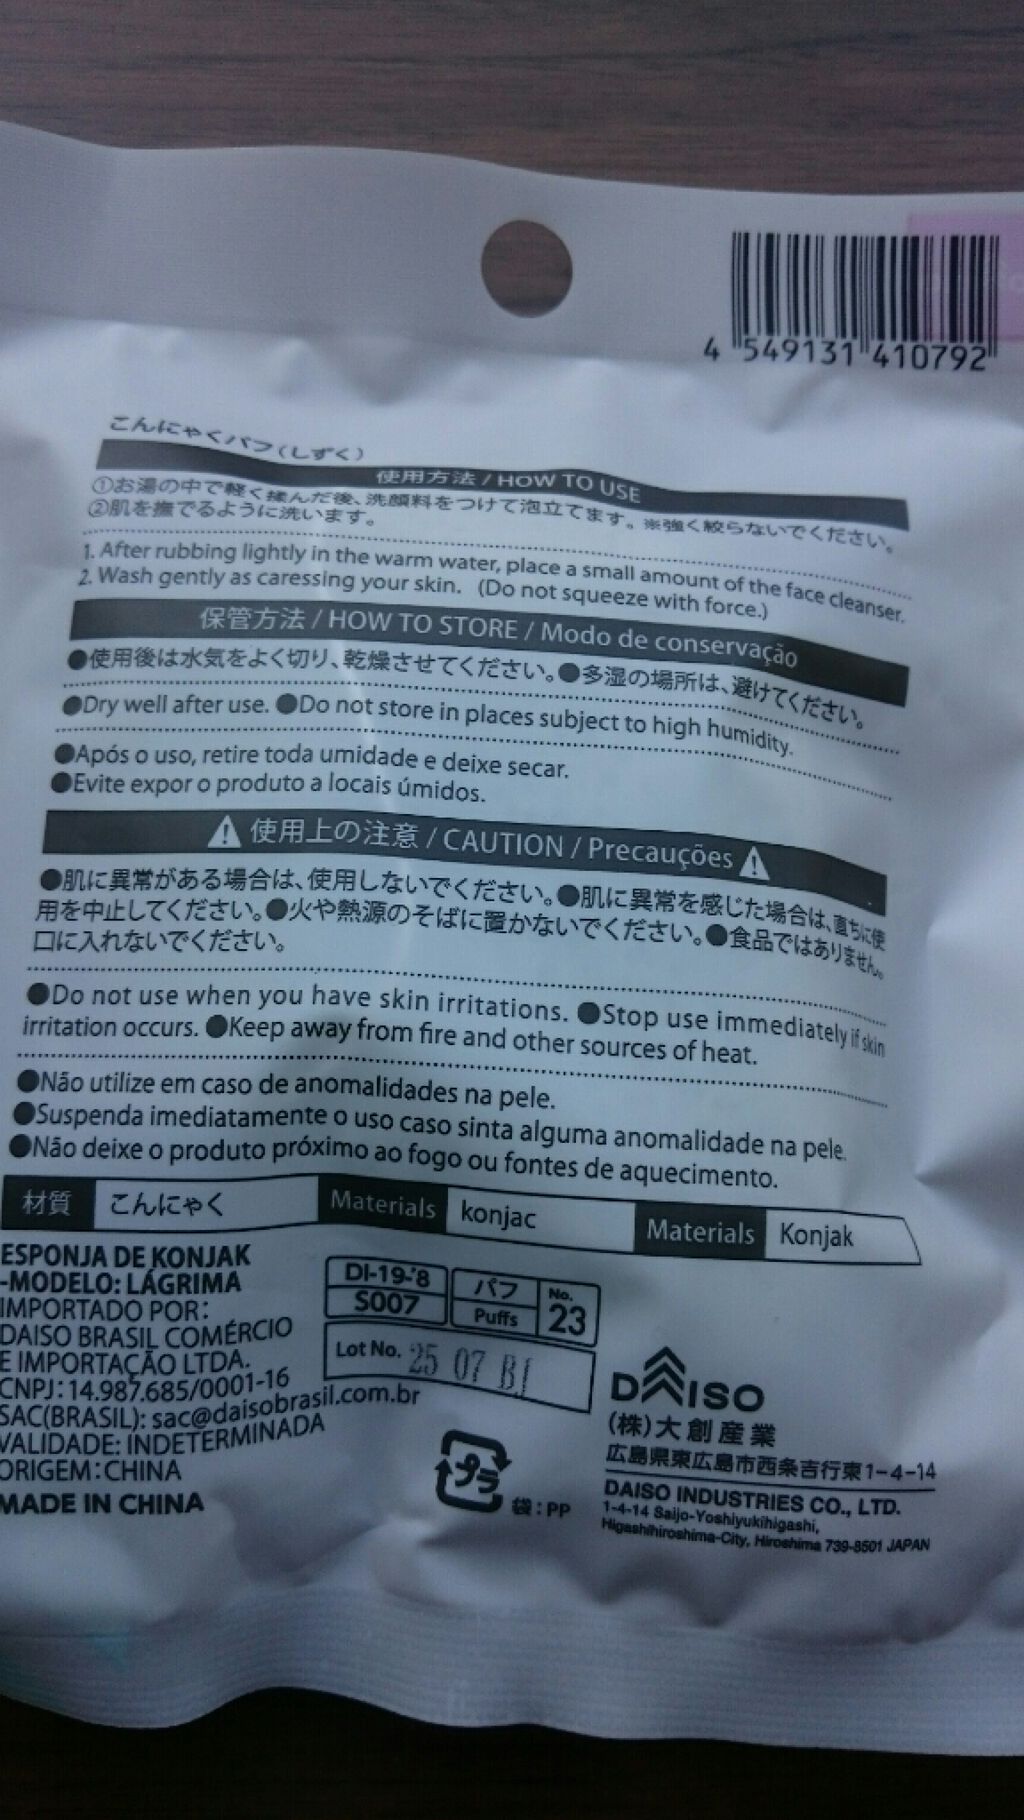 4 549131 410792
こんにゃくパフ(しずく)
使用方法 / HOW TO USE
①お湯の中で軽く揉んだ後、洗顔料をつけて泡立てます。※強く絞らないでください。
②肌を撫でるように洗います。
1. After rubbing lightly in the warm water, place a small amount of the face cleanser.
2. Wash gently as caressing your skin. (Do not squeeze with force.)
保管方法 / HOW TO STORE / Modo de conservação
●使用後は水気をよく切り、乾燥させてください。●多湿の場所は、避けてください。
●Dry well after use. ●Do not store in places subject to high humidity.
●Após o uso, retire toda umidade e deixe secar.
●Evite expor o produto a locais úmidos.
⚠ 使用上の注意 / CAUTION / Precauções ⚠
●肌に異常がある場合は、使用しないでください。●肌に異常を感じた場合は、直ちに使
用を中止してください。●火や熱源のそばに置かないでください。●食品ではありません。
口に入れないでください。
●Do not use when you have skin irritations. ●Stop use immediately if skin
irritation occurs. ●Keep away from fire and other sources of heat.
●Não utilize em caso de anomalidades na pele.
●Suspenda imediatamente o uso caso sinta alguma anomalidade na pele.
●Não deixe o produto próximo ao fogo ou fontes de aquecimento.
材質 こんにゃく Materials konjac Materials Konjak
ESPONJA DE KONJAK
-MODELO: LÁGRIMA
IMPORTADO POR:
DAISO BRASIL COMÉRCIO
E IMPORTAÇÃO LTDA.
CNPJ: 14.987.685/0001-16
SAC(BRASIL): sac@daisobrasil.com.br
VALIDADE: INDETERMINADA
ORIGEM: CHINA
MADE IN CHINA
DI-19-'8
S007
パフ
Puffs
No.
23
Lot No. 25 07
プラ
袋:PP
DAISO
(株)大創産業
広島県東広島市西条吉行東1-4-14
DAISO INDUSTRIES CO., LTD.
1-4-14 Saijo-Yoshiyukihigashi,
Higashihiroshima-City, Hiroshima 739-8501 JAPAN